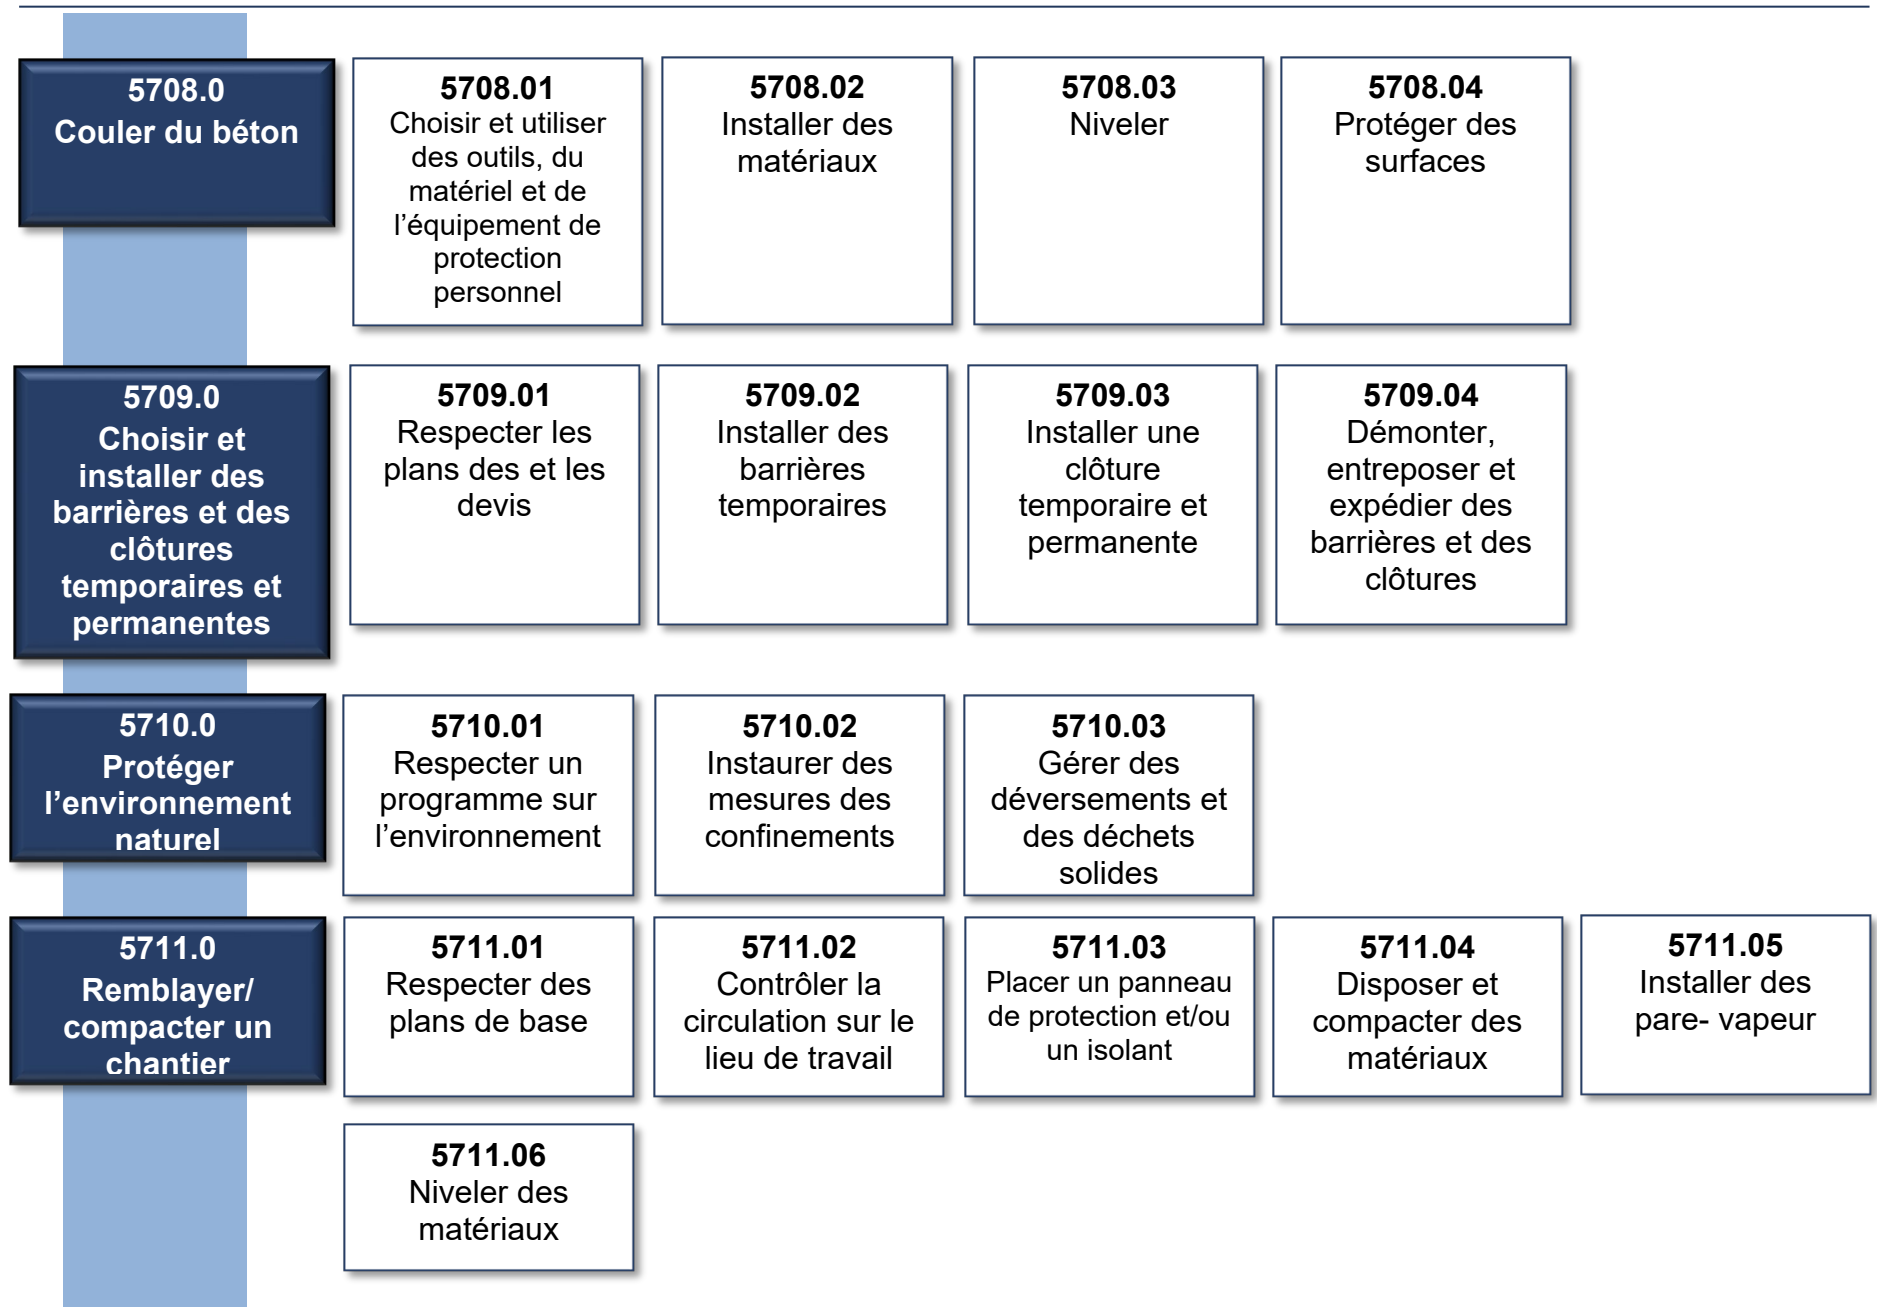 5708.0
Couler du béton
5708.01
Choisir et utiliser
des outils, du
matériel et de
l’équipement de
protection
personnel
5708.02
Installer des
matériaux
5708.03
Niveler
5708.04
Protéger des
surfaces
5709.0
Choisir et
installer des
barrières et des
clôtures
temporaires et
permanentes
5709.01
Respecter les
plans des et les
devis
5709.02
Installer des
barrières
temporaires
5709.03
Installer une
clôture
temporaire et
permanente
5709.04
Démonter,
entreposer et
expédier des
barrières et des
clôtures
5710.0
Protéger
l’environnement
naturel
5710.01
Respecter un
programme sur
l’environnement
5710.02
Instaurer des
mesures des
confinements
5710.03
Gérer des
déversements et
des déchets
solides
5711.0
Remblayer/
compacter un
chantier
5711.01
Respecter des
plans de base
5711.02
Contrôler la
circulation sur le
lieu de travail
5711.03
Placer un panneau
de protection et/ou
un isolant
5711.04
Disposer et
compacter des
matériaux
5711.05
Installer des
pare- vapeur
5711.06
Niveler des
matériaux